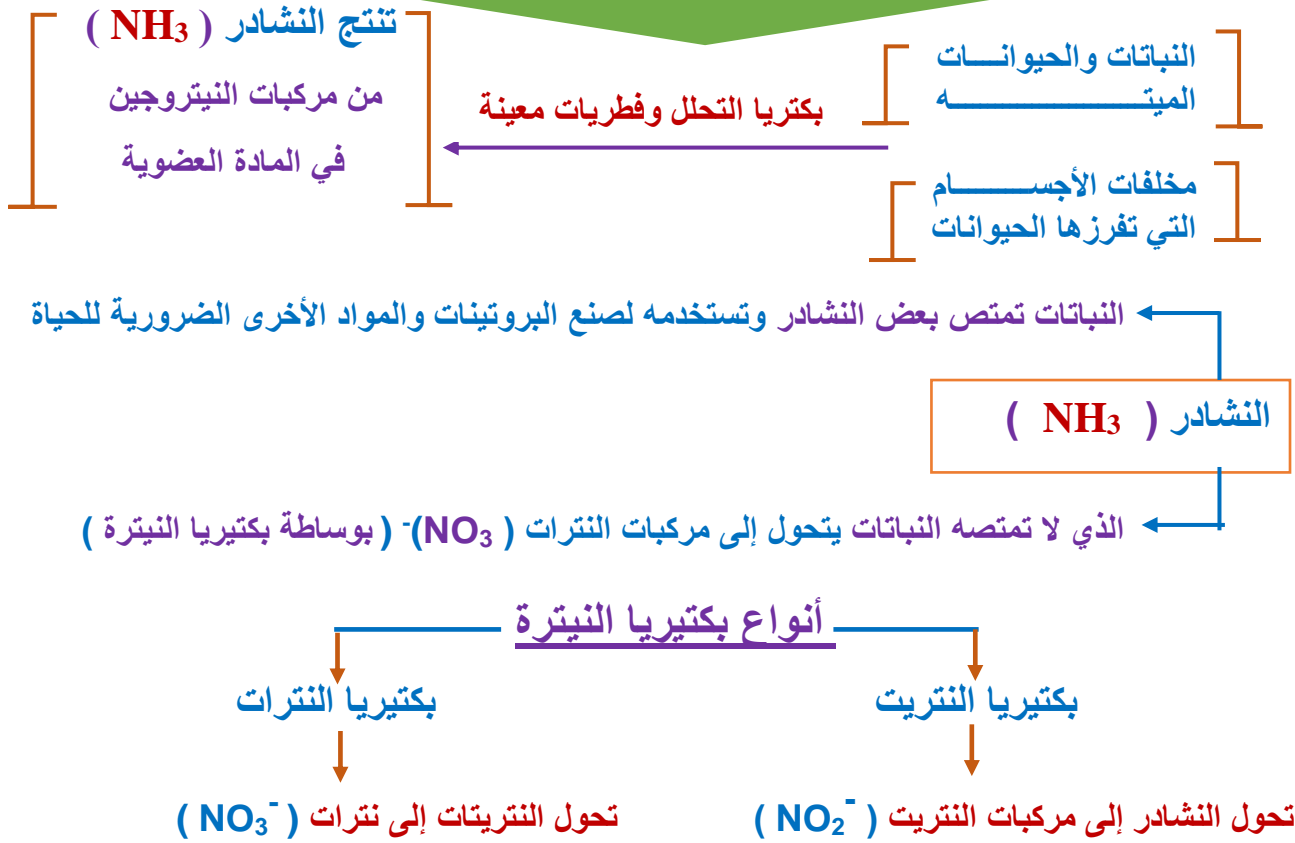 النباتات والحيوانـــات
الميتـــــــــــــــــــه
مخلفات الأجســـــــــام
التي تفرزها الحيوانات
بكتريا التحلل وفطريات معينة
تنتج النشادر ( NH₃ )
من مركبات النيتروجين
في المادة العضوية
النباتات تمتص بعض النشادر وتستخدمه لصنع البروتينات والمواد الأخرى الضرورية للحياة
النشادر ( NH₃ )
الذي لا تمتصه النباتات يتحول إلى مركبات النترات ( NO₃)⁻ ( بوساطة بكتيريا النيترة )
أنواع بكتيريا النيترة
بكتيريا النتريت
تحول النشادر إلى مركبات النتريت ( NO₂⁻ )
بكتيريا النترات
تحول النتريتات إلى نترات ( NO₃⁻ )